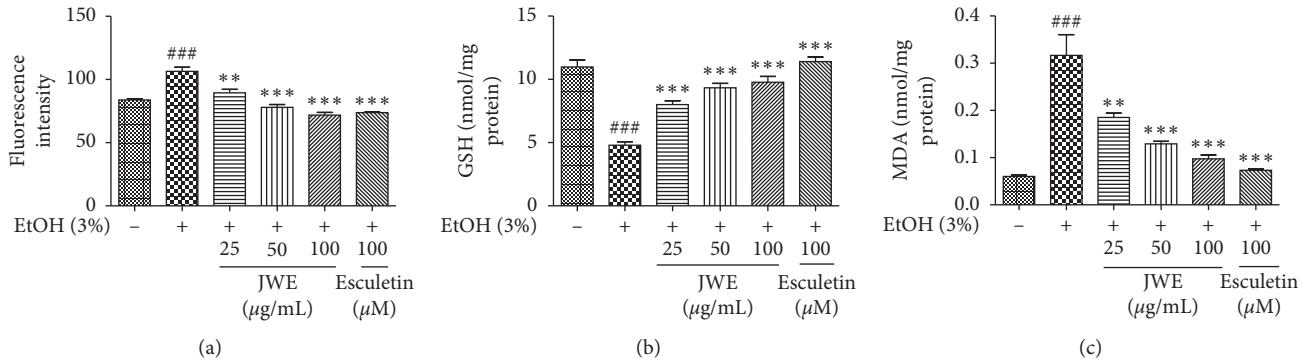 150
100
50
0
Fluorescence
intensity
###
**
***
***
***
EtOH (3%)
– + + + + +
25 50 100 100
JWE
(μg/mL)
Esculetin
(μM)
(a)
15
10
5
0
GSH (nmol/mg
protein)
###
***
***
***
***
EtOH (3%)
– + + + + +
25 50 100 100
JWE
(μg/mL)
Esculetin
(μM)
(b)
0.4
0.3
0.2
0.1
0.0
MDA (nmol/mg
protein)
###
**
***
***
***
EtOH (3%)
– + + + + +
25 50 100 100
JWE
(μg/mL)
Esculetin
(μM)
(c)